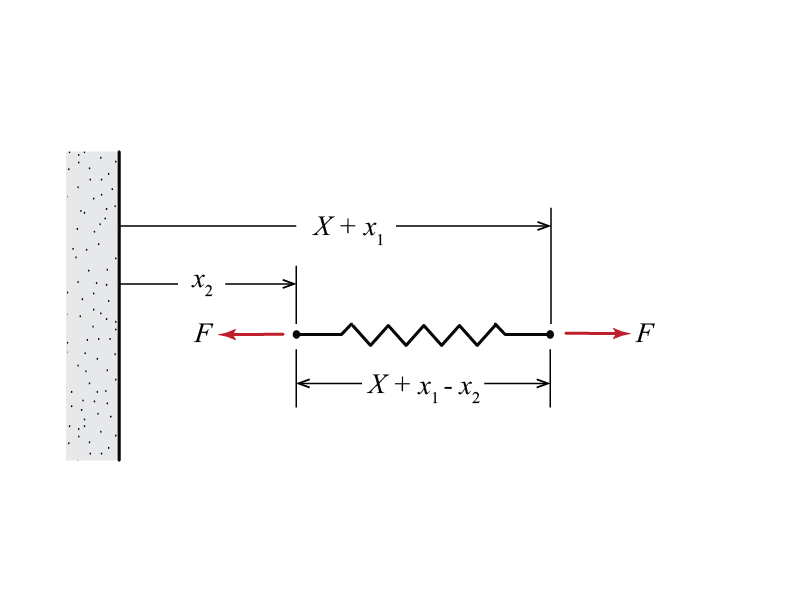 X + x₁
x₂
F
F
X + x₁ - x₂